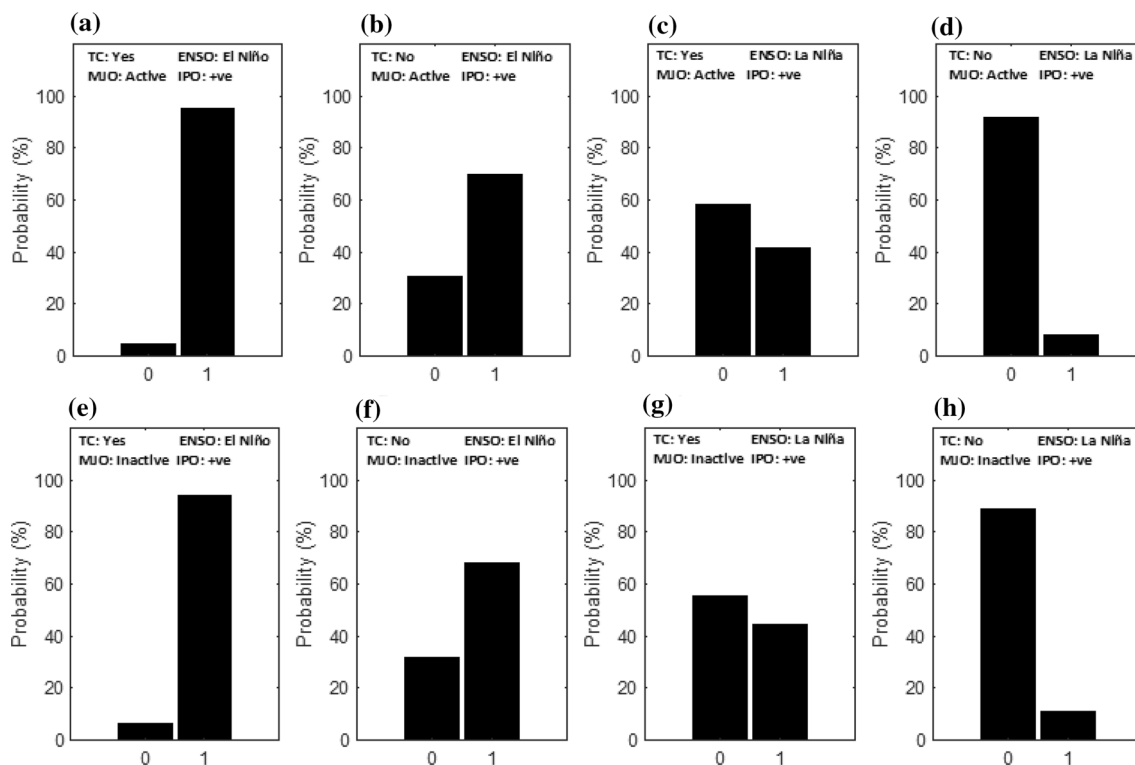 (a)
TC: Yes ENSO: El Niño
MJO: Active IPO: +ve
Probability (%)
100
80
60
40
20
0
0 1
(b)
TC: No ENSO: El Niño
MJO: Active IPO: +ve
Probability (%)
100
80
60
40
20
0
0 1
(c)
TC: Yes ENSO: La Niña
MJO: Active IPO: +ve
Probability (%)
100
80
60
40
20
0
0 1
(d)
TC: No ENSO: La Niña
MJO: Active IPO: +ve
Probability (%)
100
80
60
40
20
0
0 1
(e)
TC: Yes ENSO: El Niño
MJO: Inactive IPO: +ve
Probability (%)
100
80
60
40
20
0
0 1
(f)
TC: No ENSO: El Niño
MJO: Inactive IPO: +ve
Probability (%)
100
80
60
40
20
0
0 1
(g)
TC: Yes ENSO: La Niña
MJO: Inactive IPO: +ve
Probability (%)
100
80
60
40
20
0
0 1
(h)
TC: No ENSO: La Niña
MJO: Inactive IPO: +ve
Probability (%)
100
80
60
40
20
0
0 1